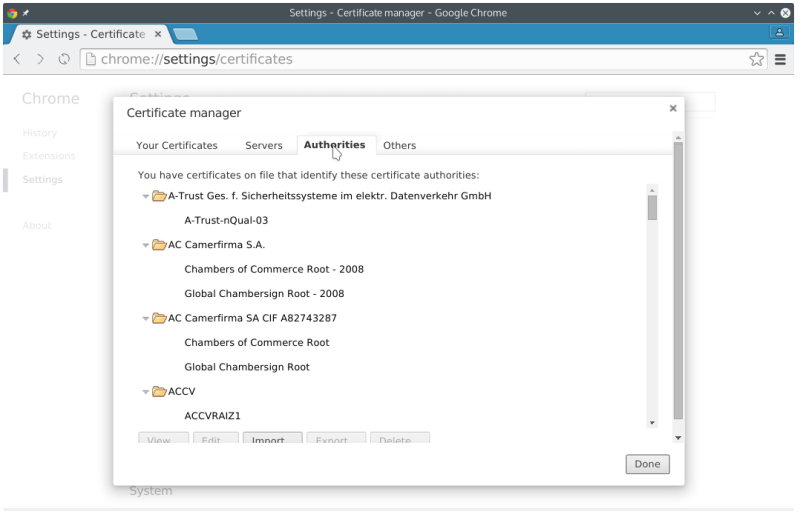 Settings - Certificate manager - Google Chrome
Settings - Certificate
chrome://settings/certificates
Chrome
Settings
History
Extensions
Settings
About
Certificate manager
Your Certificates Servers Authorities Others
You have certificates on file that identify these certificate authorities:
A-Trust Ges. f. Sicherheitssysteme im elektr. Datenverkehr GmbH
A-Trust-nQual-03
AC Camerfirma S.A.
Chambers of Commerce Root - 2008
Global Chambersign Root - 2008
AC Camerfirma SA CIF A82743287
Chambers of Commerce Root
Global Chambersign Root
ACCV
ACCVRAIZ1
View... Edit... Import... Export... Delete...
Done
System